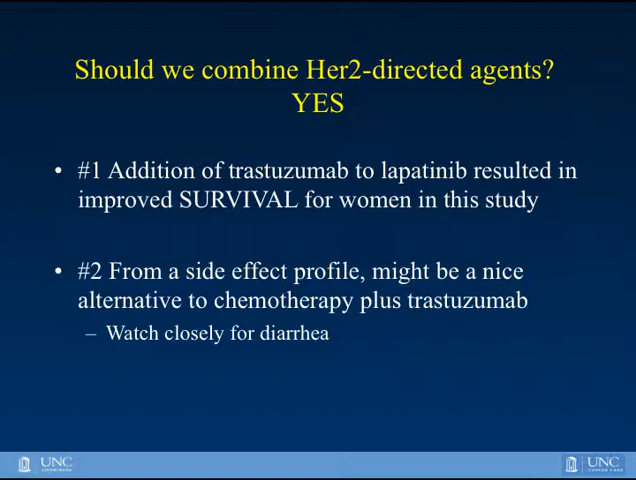 Should we combine Her2-directed agents?
YES
• #1 Addition of trastuzumab to lapatinib resulted in
improved SURVIVAL for women in this study
• #2 From a side effect profile, might be a nice
alternative to chemotherapy plus trastuzumab
– Watch closely for diarrhea
UNC
UNC